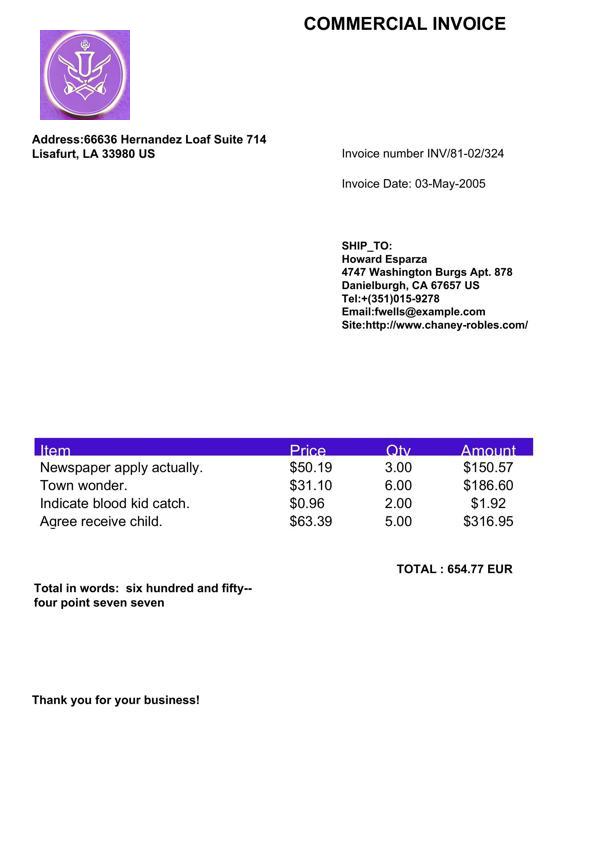 COMMERCIAL INVOICE
Address:66636 Hernandez Loaf Suite 714
Lisafurt, LA 33980 US
Invoice number INV/81-02/324
Invoice Date: 03-May-2005
SHIP_TO:
Howard Esparza
4747 Washington Burgs Apt. 878
Danielburgh, CA 67657 US
Tel:+(351)015-9278
Email:fwells@example.com
Site:http://www.chaney-robles.com/
Item Price Qty Amount
Newspaper apply actually. $50.19 3.00 $150.57
Town wonder. $31.10 6.00 $186.60
Indicate blood kid catch. $0.96 2.00 $1.92
Agree receive child. $63.39 5.00 $316.95
TOTAL : 654.77 EUR
Total in words: six hundred and fifty--
four point seven seven
Thank you for your business!